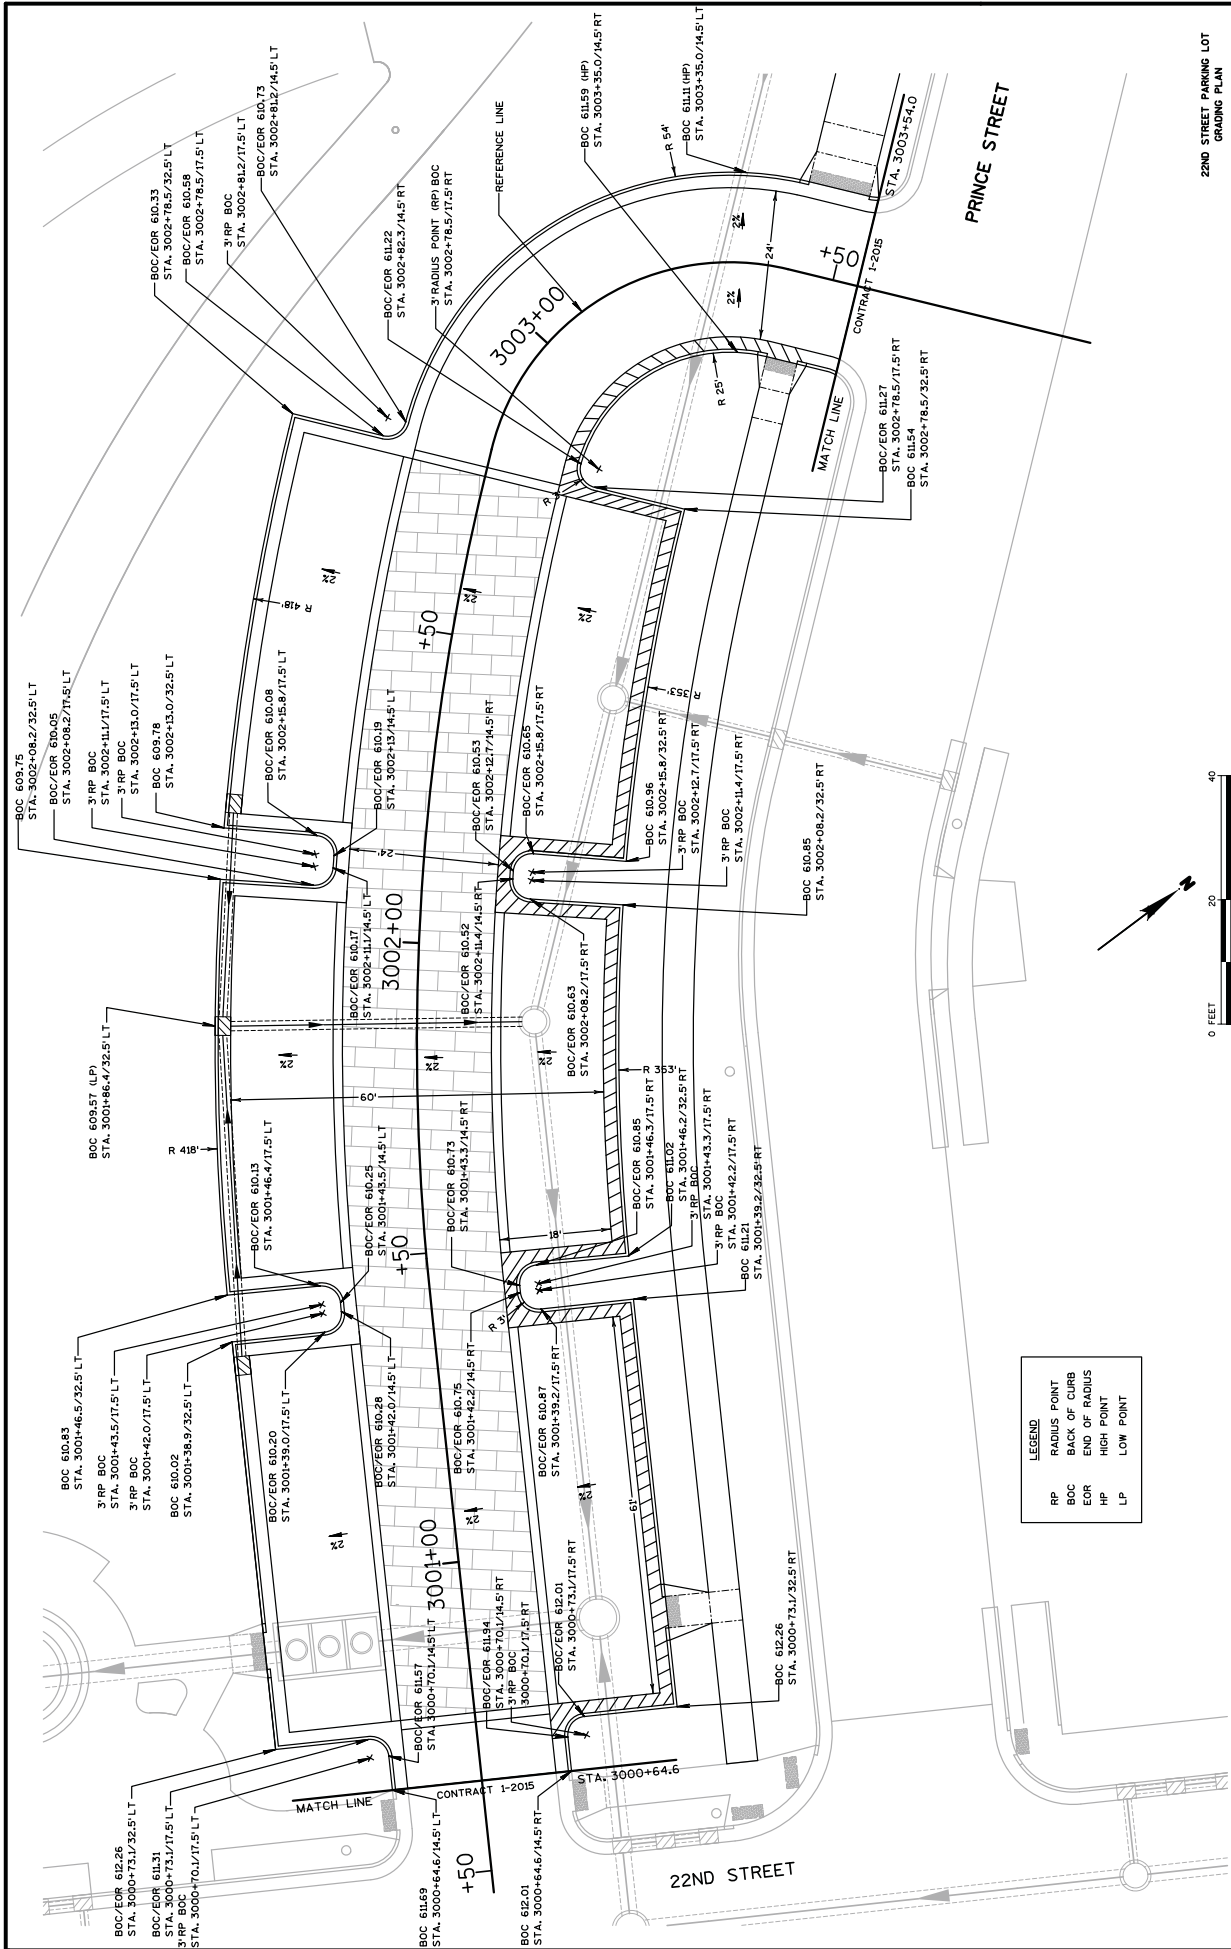 BOC/EOR 610.33
STA. 3002+78.5/32.5' LT
BOC/EOR 610.58
STA. 3002+78.5/17.5' LT
3'RP BOC
STA. 3002+81.2/17.5' LT
BOC/EOR 610.73
STA. 3002+81.2/14.5' LT
BOC/EOR 611.22
STA. 3002+82.3/14.5' RT
3' RADIUS POINT (RP) BOC
STA. 3002+78.5/17.5' RT
REFERENCE LINE
BOC 611.59 (HP)
STA. 3003+35.0/14.5' RT
R 54'
BOC 611.11 (HP)
STA. 3003+35.0/14.5' LT
STA. 3003+54.0
PRINCE STREET
22ND STREET PARKING LOT
GRADING PLAN
3003+00
+50
CONTRACT 1-2015
MATCH LINE
24'
2%
2%
R 25'
R 3'
BOC/EOR 611.27
STA. 3002+78.5/17.5' RT
BOC 611.54
STA. 3002+78.5/32.5' RT
R 418'
2%
2%
2%
+50
R 353'
BOC 609.75
STA. 3002+08.2/32.5' LT
BOC/EOR 610.05
STA. 3002+08.2/17.5' LT
3'RP BOC
STA. 3002+11.1/17.5' LT
3'RP BOC
STA. 3002+13.0/17.5' LT
BOC 609.78
STA. 3002+13.0/32.5' LT
BOC/EOR 610.08
STA. 3002+15.8/17.5' LT
BOC/EOR 610.19
STA. 3002+13/14.5' LT
BOC/EOR 610.53
STA. 3002+12.7/14.5' RT
BOC/EOR 610.65
STA. 3002+15.8/17.5' RT
BOC 610.96
STA. 3002+15.8/32.5' RT
3'RP BOC
STA. 3002+12.7/17.5' RT
3'RP BOC
STA. 3002+11.4/17.5' RT
BOC 610.85
STA. 3002+08.2/32.5' RT
24'
BOC/EOR 610.17
STA. 3002+11.1/14.5' LT
3002+00
BOC/EOR 610.52
STA. 3002+11.4/14.5' RT
BOC/EOR 610.63
STA. 3002+08.2/17.5' RT
BOC 609.57 (LP)
STA. 3001+86.4/32.5' LT
2%
2%
2%
R 353'
60'
R 418'
BOC/EOR 610.13
STA. 3001+46.4/17.5' LT
BOC/EOR 610.25
STA. 3001+43.5/14.5' LT
+50
BOC/EOR 610.73
STA. 3001+43.3/14.5' RT
18'
BOC/EOR 610.85
STA. 3001+46.3/17.5' RT
BOC 611.02
STA. 3001+46.2/32.5' RT
3'RP BOC
STA. 3001+43.3/17.5' RT
3'RP BOC
STA. 3001+42.2/17.5' RT
BOC 611.21
STA. 3001+39.2/32.5' RT
BOC 610.83
STA. 3001+46.5/32.5' LT
3'RP BOC
STA. 3001+43.5/17.5' LT
3'RP BOC
STA. 3001+42.0/17.5' LT
BOC 610.02
STA. 3001+38.9/32.5' LT
BOC/EOR 610.20
STA. 3001+39.0/17.5' LT
BOC/EOR 610.28
STA. 3001+42.0/14.5' LT
BOC/EOR 610.75
STA. 3001+42.2/14.5' RT
BOC/EOR 610.87
STA. 3001+39.2/17.5' RT
R 3'
61'
2%
2%
2%
3001+00
BOC/EOR 611.57
STA. 3000+70.1/14.5' LT
BOC/EOR 611.94
STA. 3000+70.1/14.5' RT
3'RP BOC
3000+70.1/17.5' RT
BOC/EOR 612.01
STA. 3000+73.1/17.5' RT
BOC 612.26
STA. 3000+73.1/32.5' RT
BOC/EOR 612.26
STA. 3000+73.1/32.5' LT
BOC/EOR 611.31
STA. 3000+73.1/17.5' LT
3'RP BOC
STA. 3000+70.1/17.5' LT
MATCH LINE
CONTRACT 1-2015
STA. 3000+64.6
BOC 611.69
STA. 3000+64.6/14.5' LT
+50
BOC 612.01
STA. 3000+64.6/14.5' RT
22ND STREET
LEGEND
RP RADIUS POINT
BOC BACK OF CURB
EOR END OF RADIUS
HP HIGH POINT
LP LOW POINT
N
0 FEET 20 40